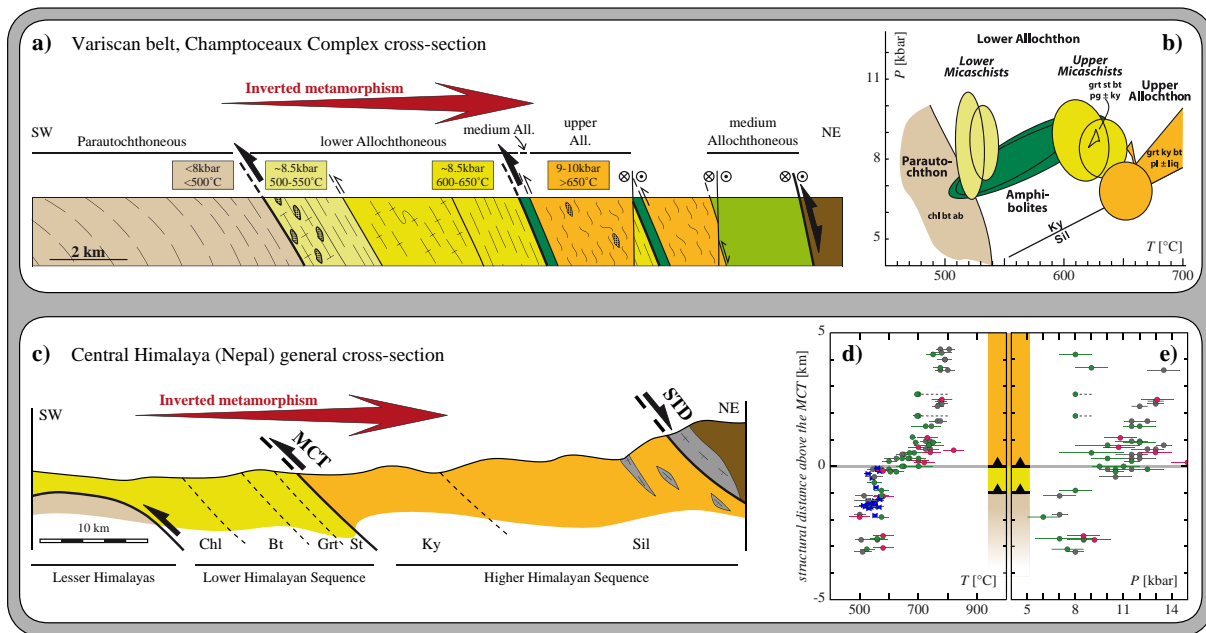 a) Variscan belt, Champtoceaux Complex cross-section
Inverted metamorphism
SW
NE
Parautochthoneous
lower Allochthoneous
medium All.
upper
All.
medium
Allochthoneous
<8kbar
<500°C
~8.5kbar
500-550°C
~8.5kbar
600-650°C
9-10kbar
>650°C
2 km
b)
P [kbar]
11
8
5
Lower Allochthon
Lower
Micaschists
Upper
Micaschists
grt st bt
pg ± ky
Upper
Allochthon
grt ky bt
pl ± liq
Parauto-
chthon
chl bt ab
Amphi-
bolites
Ky
Sil
T [°C]
500
600
700
c) Central Himalaya (Nepal) general cross-section
Inverted metamorphism
SW
NE
MCT
STD
10 km
Chl
Bt
Grt
St
Ky
Sil
Lesser Himalayas
Lower Himalayan Sequence
Higher Himalayan Sequence
d)
e)
structural distance above the MCT [km]
5
0
-5
T [°C]
P [kbar]
400
500
700
900
5
8
11
14